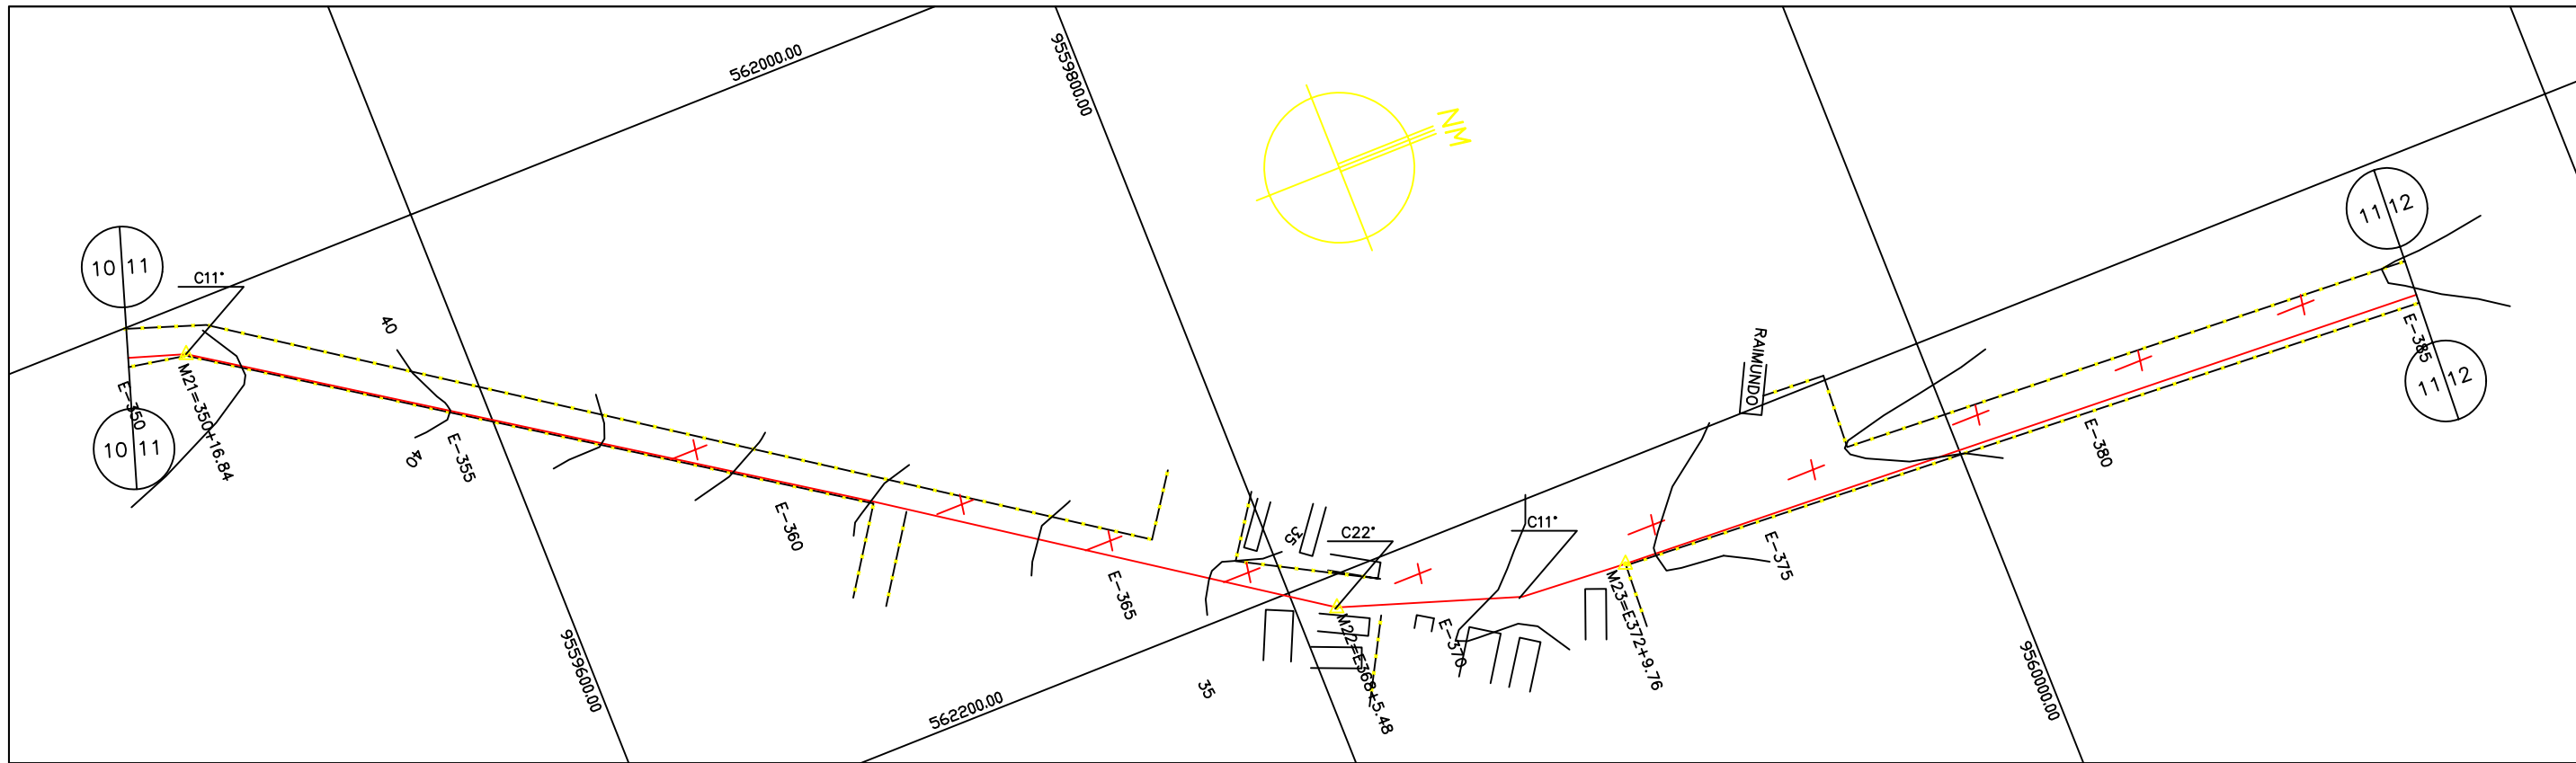 562000.00
9559800.00
NM
10 11
C11°
E-350
M21=350+16.84
10 11
40
40
E-355
E-360
E-365
35
C22°
C11°
RAIMUNDO
11 12
E-385
11 12
E-380
E-375
M23=E372+9.76
E-370
M22=E368+5.48
35
562200.00
9559600.00
9560000.00